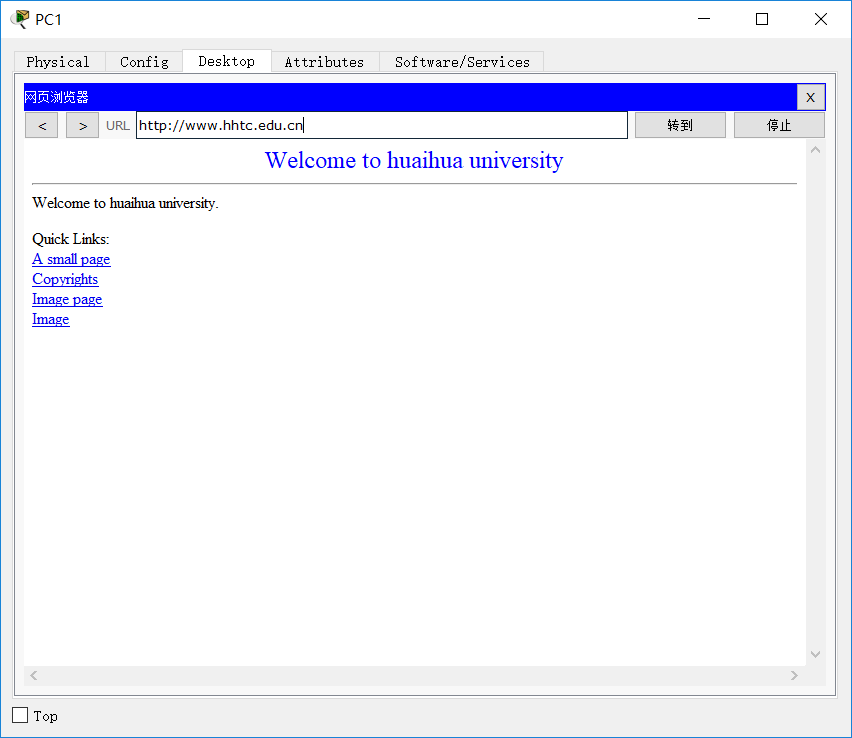 PC1
Physical Config Desktop Attributes Software/Services
网页浏览器 X
< > URL http://www.hhtc.edu.cn 转到 停止
Welcome to huaihua university
Welcome to huaihua university.
Quick Links:
A small page
Copyrights
Image page
Image
Top